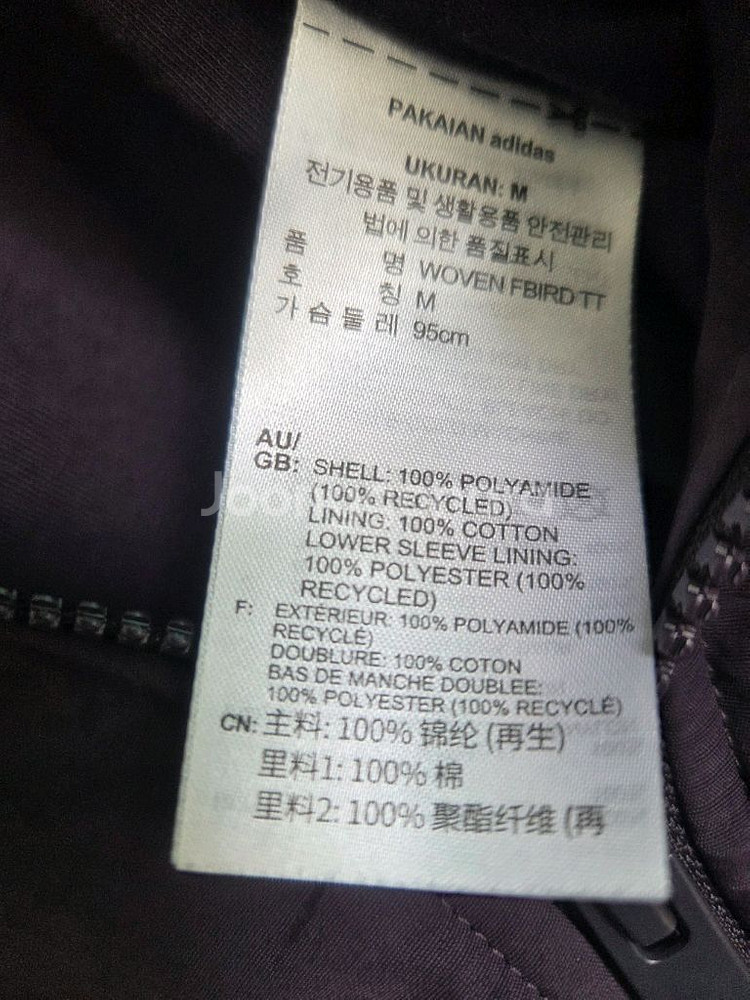 PAKAIAN adidas
UKURAN: M
전기용품 및 생활용품 안전관리
법에 의한 품질표시
품 명 WOVEN FBIRD TT
호 칭 M
가 슴 둘 레 95cm
AU/
GB: SHELL: 100% POLYAMIDE
(100% RECYCLED)
LINING: 100% COTTON
LOWER SLEEVE LINING:
100% POLYESTER (100%
RECYCLED)
F: EXTÉRIEUR: 100% POLYAMIDE (100%
RECYCLÉ)
DOUBLURE: 100% COTON
BAS DE MANCHE DOUBLEE:
100% POLYESTER (100% RECYCLÉ)
CN: 主料: 100% 锦纶 (再生)
里料1: 100% 棉
里料2: 100% 聚酯纤维 (再